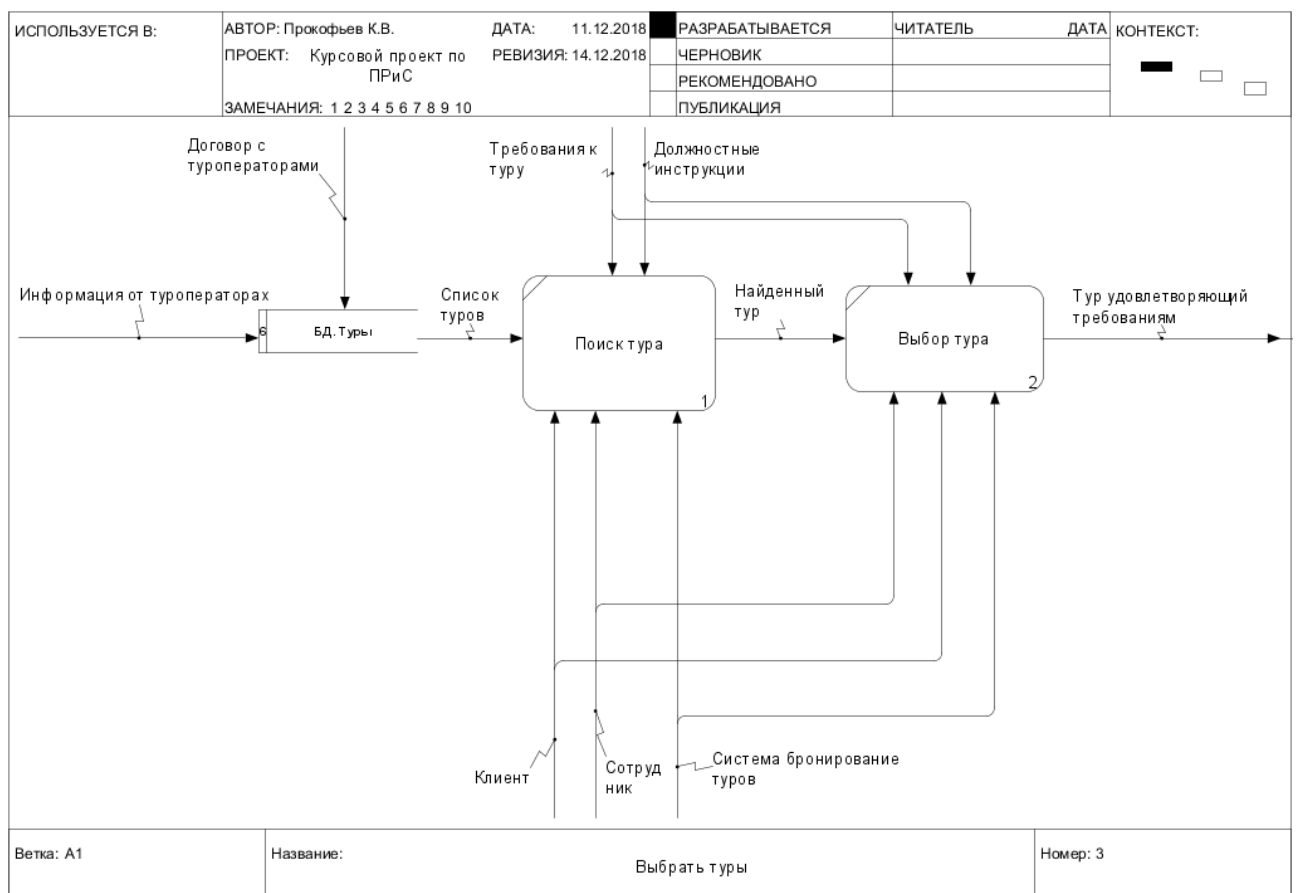 ИСПОЛЬЗУЕТСЯ В:
АВТОР: Прокофьев К.В.
ДАТА: 11.12.2018
РАЗРАБАТЫВАЕТСЯ
ЧИТАТЕЛЬ
ДАТА
КОНТЕКСТ:
ПРОЕКТ: Курсовой проект по
ПРиС
РЕВИЗИЯ: 14.12.2018
ЧЕРНОВИК
РЕКОМЕНДОВАНО
ЗАМЕЧАНИЯ: 1 2 3 4 5 6 7 8 9 10
ПУБЛИКАЦИЯ
Договор с
туроператорами
Требования к
туру
Должностные
инструкции
Информация от туроператорах
6
БД. Туры
Список
туров
Поиск тура
1
Найденный
тур
Выбор тура
2
Тур удовлетворяющий
требованиям
Клиент
Сотруд
ник
Система бронирование
туров
Ветка: A1
Название:
Выбрать туры
Номер: 3